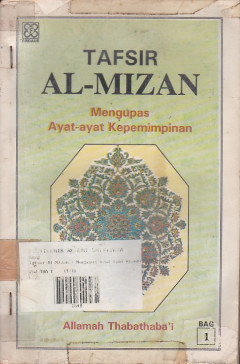 TAFSIR
AL-MIZAN
Mengupas
Ayat-ayat Kepemimpinan
Allamah Thabathaba'i
BAG
1